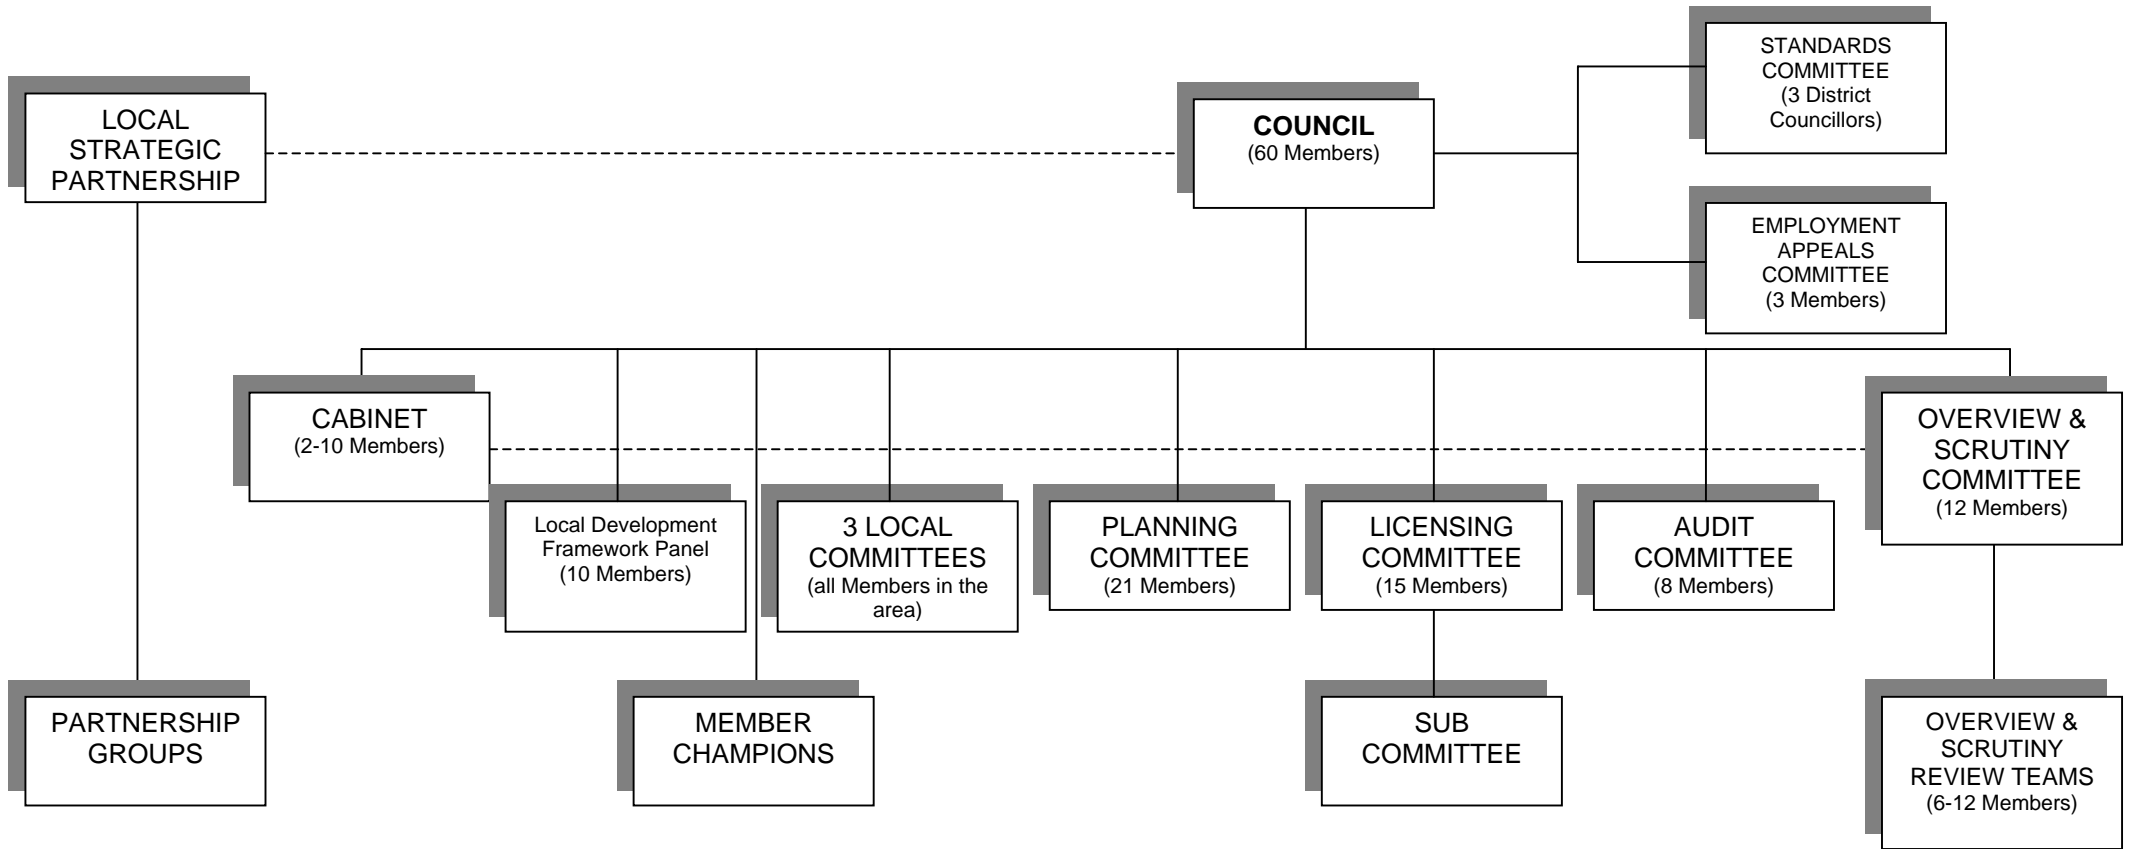 STANDARDS
COMMITTEE
(3 District
Councillors)
LOCAL
STRATEGIC
PARTNERSHIP
COUNCIL
(60 Members)
EMPLOYMENT
APPEALS
COMMITTEE
(3 Members)
CABINET
(2-10 Members)
OVERVIEW &
SCRUTINY
COMMITTEE
(12 Members)
Local Development
Framework Panel
(10 Members)
3 LOCAL
COMMITTEES
(all Members in the
area)
PLANNING
COMMITTEE
(21 Members)
LICENSING
COMMITTEE
(15 Members)
AUDIT
COMMITTEE
(8 Members)
PARTNERSHIP
GROUPS
MEMBER
CHAMPIONS
SUB
COMMITTEE
OVERVIEW &
SCRUTINY
REVIEW TEAMS
(6-12 Members)